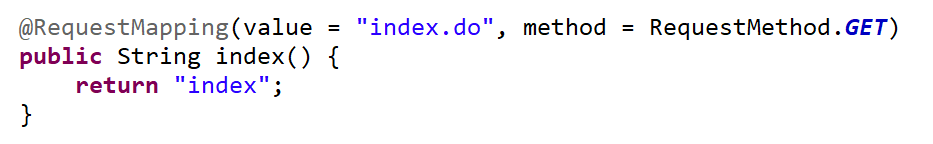 @RequestMapping(value = "index.do", method = RequestMethod.GET)
public String index() {
    return "index";
}